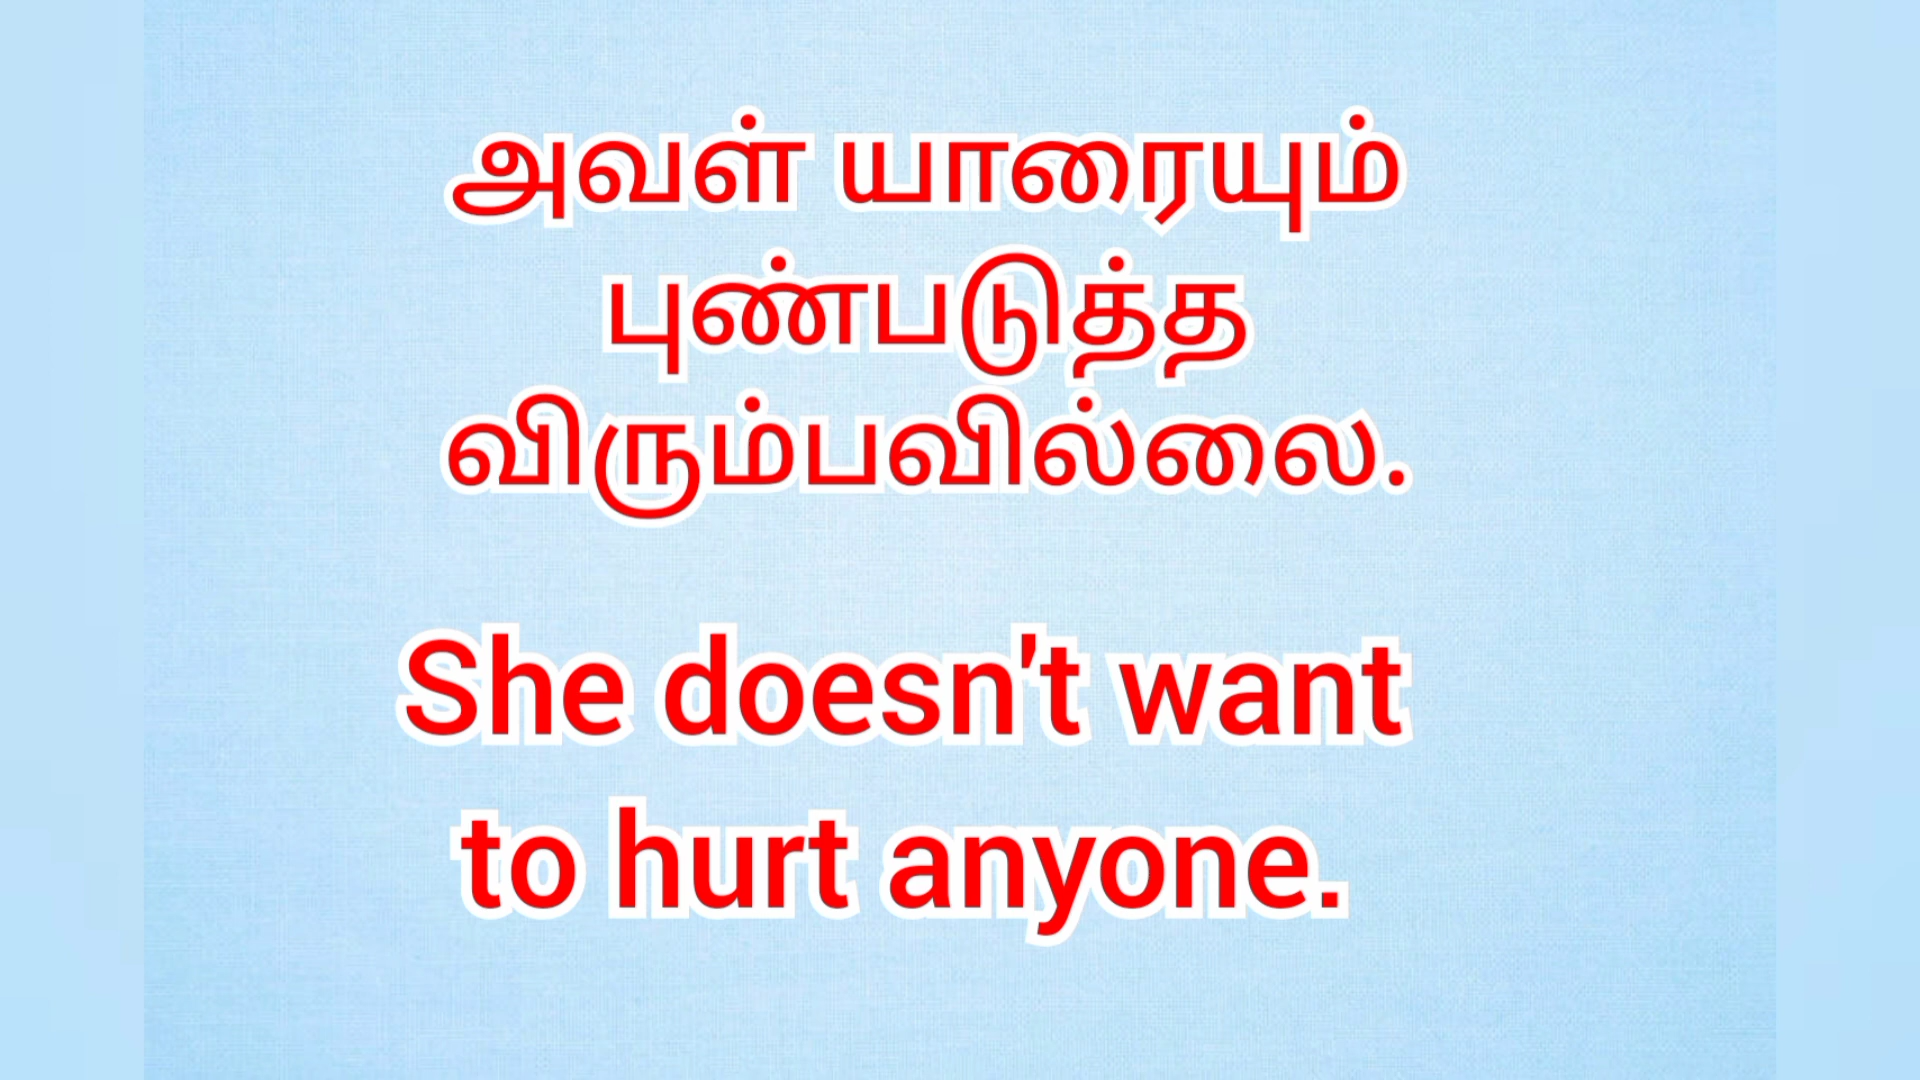 அவள் யாரையும்
புண்படுத்த
விரும்பவில்லை.
She doesn't want
to hurt anyone.